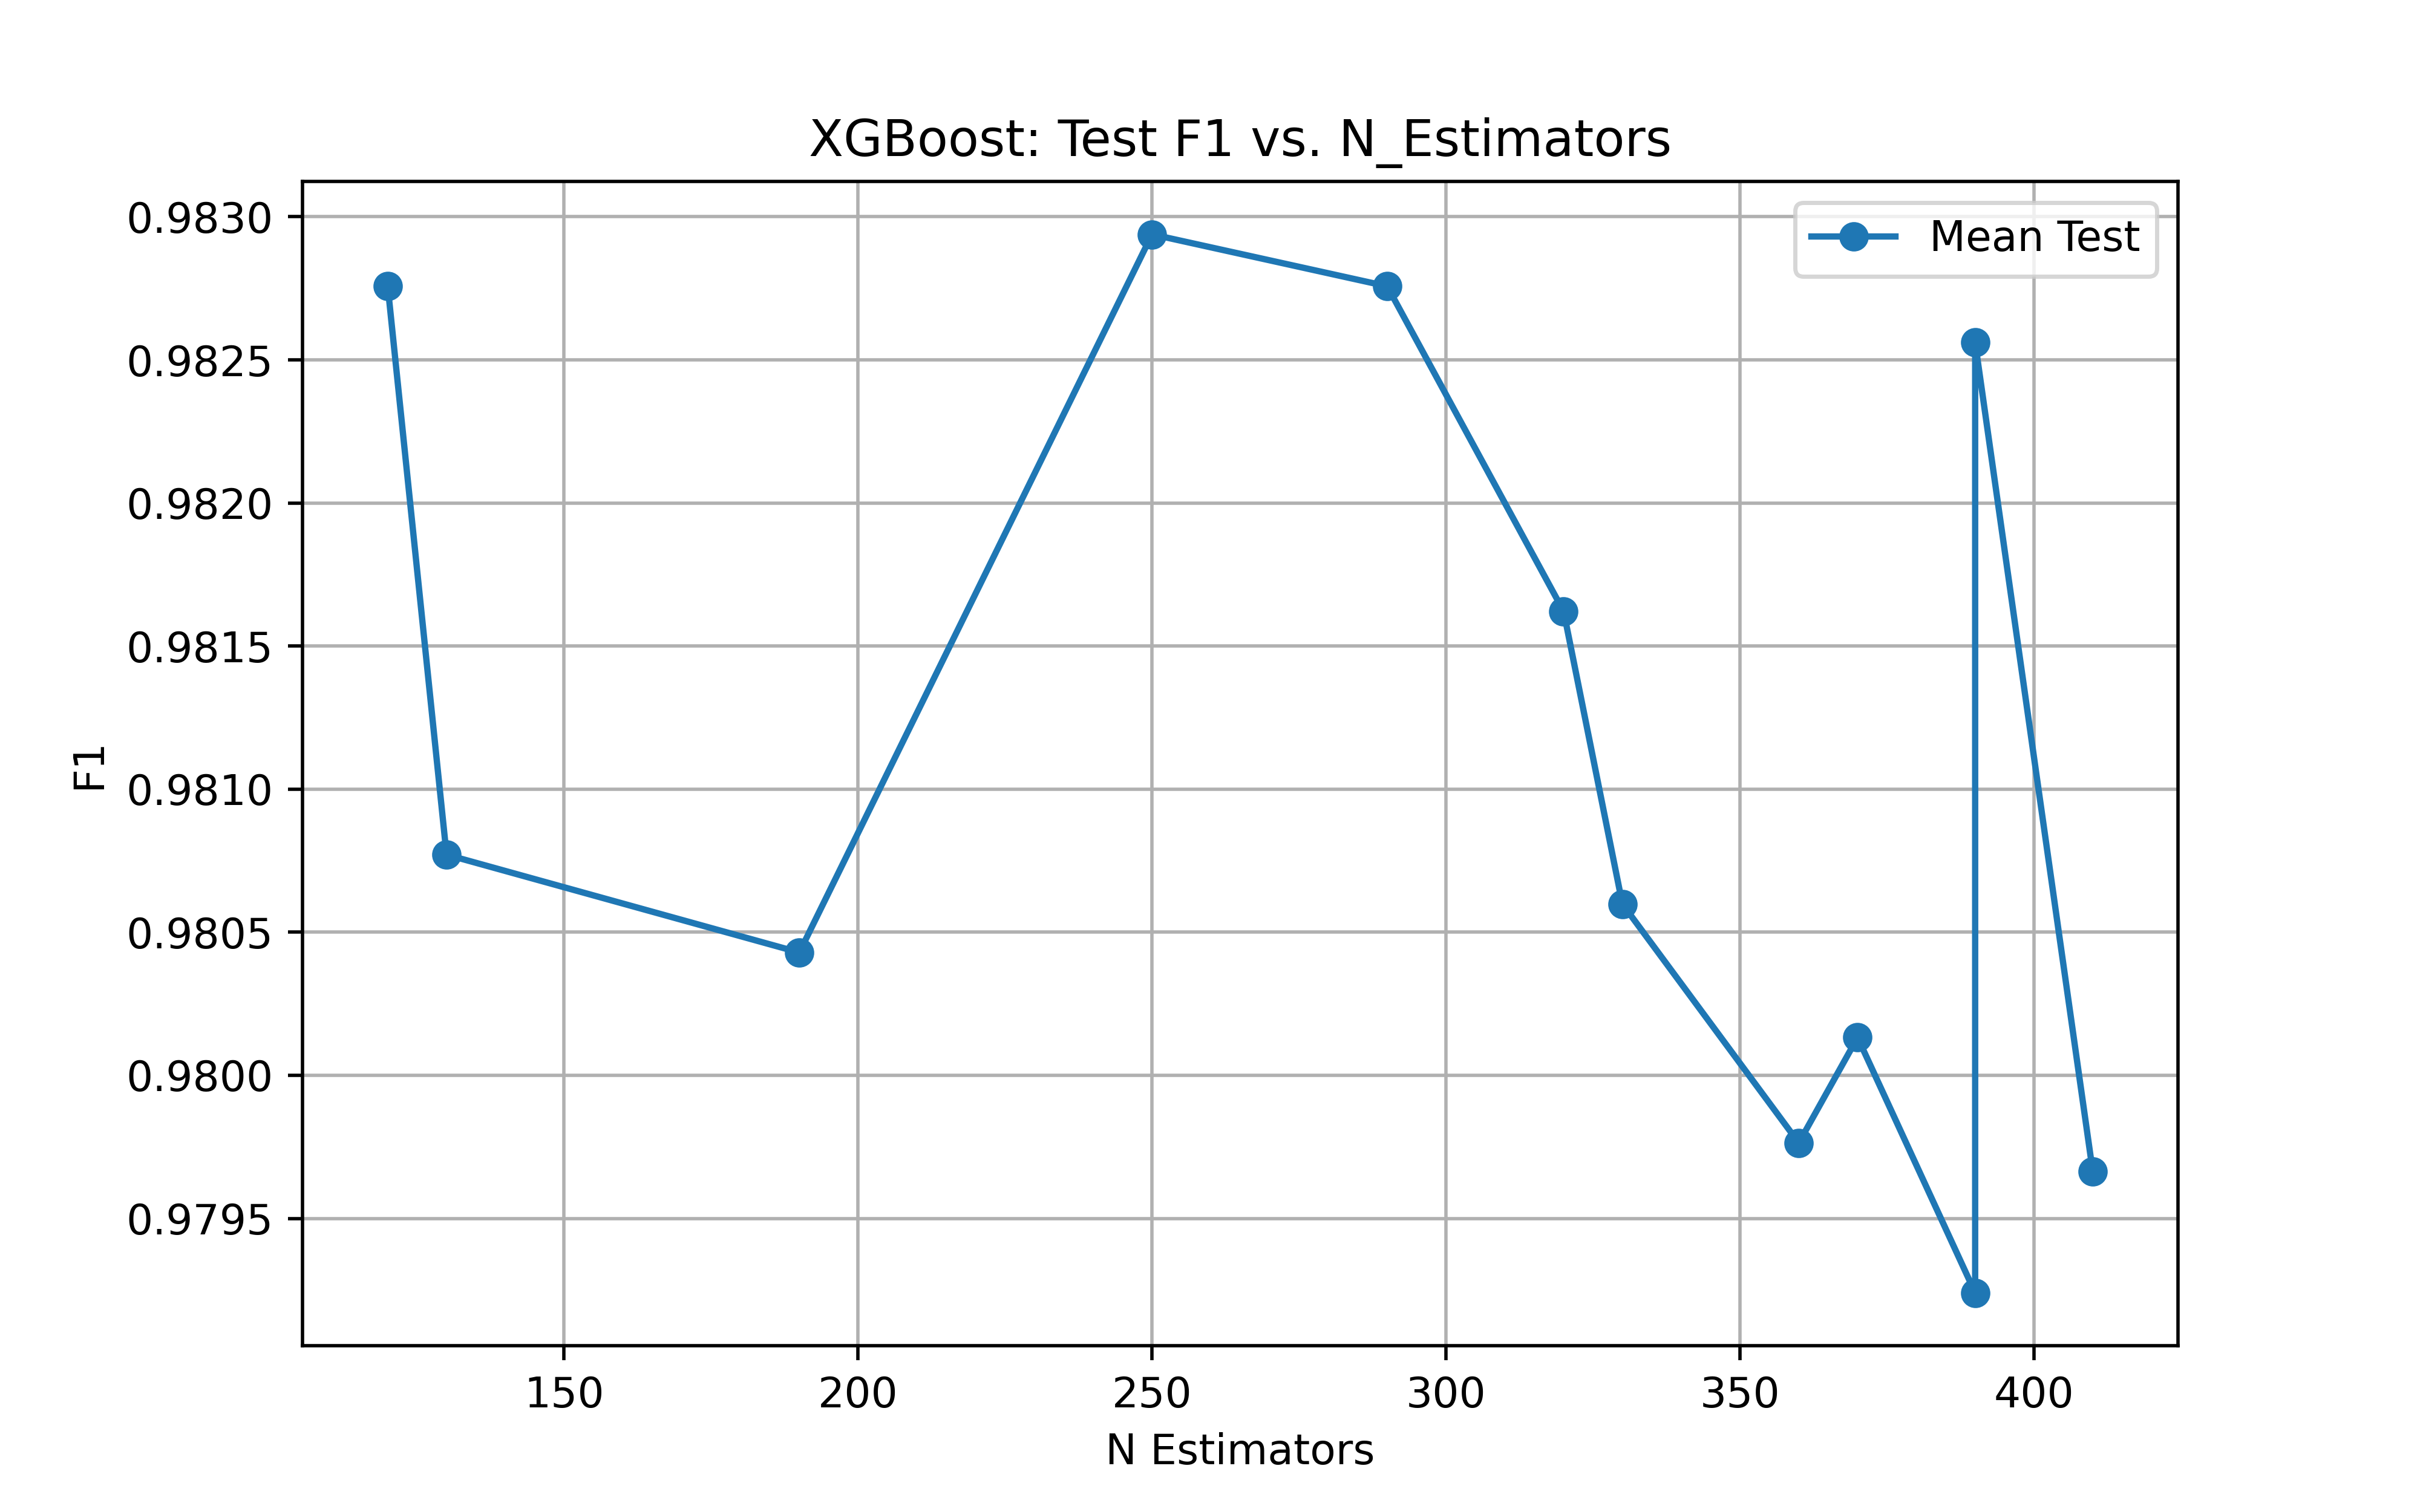 XGBoost: Test F1 vs. N_Estimators
Mean Test
F1
0.9830
0.9825
0.9820
0.9815
0.9810
0.9805
0.9800
0.9795
150 200 250 300 350 400
N Estimators